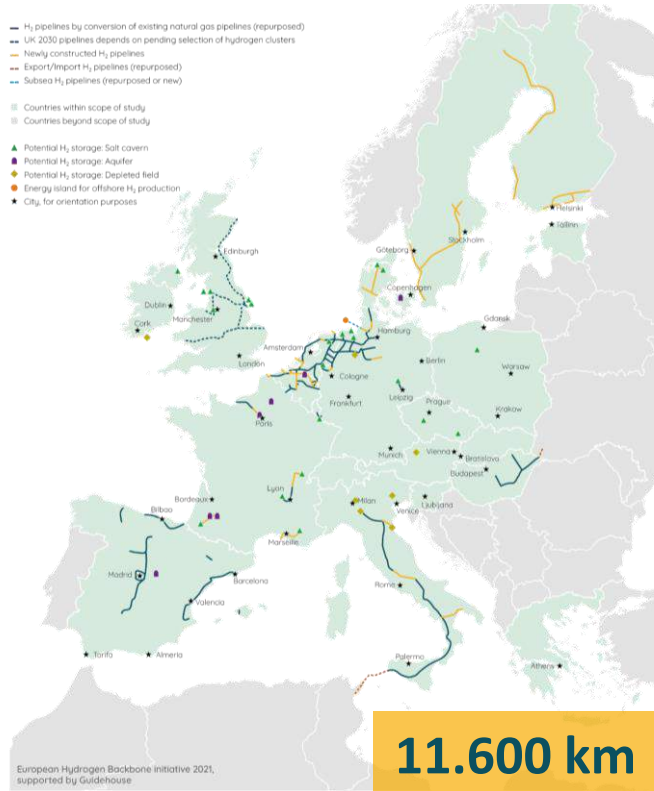 H₂ pipelines by conversion of existing natural gas pipelines (repurposed)
UK 2030 pipelines depends on pending selection of hydrogen clusters
Newly constructed H₂ pipelines
Export/Import H₂ pipelines (repurposed)
Subsea H₂ pipelines (repurposed or new)
Countries within scope of study
Countries beyond scope of study
Potential H₂ storage: Salt cavern
Potential H₂ storage: Aquifer
Potential H₂ storage: Depleted field
Energy island for offshore H₂ production
City, for orientation purposes
Helsinki
Tallinn
Stockholm
Göteborg
Edinburgh
Copenhagen
Dublin
Manchester
Cork
Gdansk
Hamburg
Amsterdam
London
Berlin
Warsaw
Cologne
Leipzig
Frankfurt
Prague
Krakow
Paris
Munich
Vienna
Bratislava
Budapest
Lyon
Bordeaux
Bilbao
Milan
Venice
Ljubljana
Marseille
Madrid
Barcelona
Valencia
Rome
Tarifa
Almeria
Palermo
Athens
European Hydrogen Backbone initiative 2021,
supported by Guidehouse
11.600 km